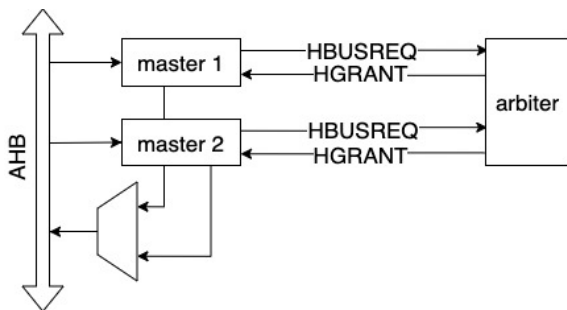 master 1
HBUSREQ
HGRANT
arbiter
master 2
HBUSREQ
HGRANT
AHB